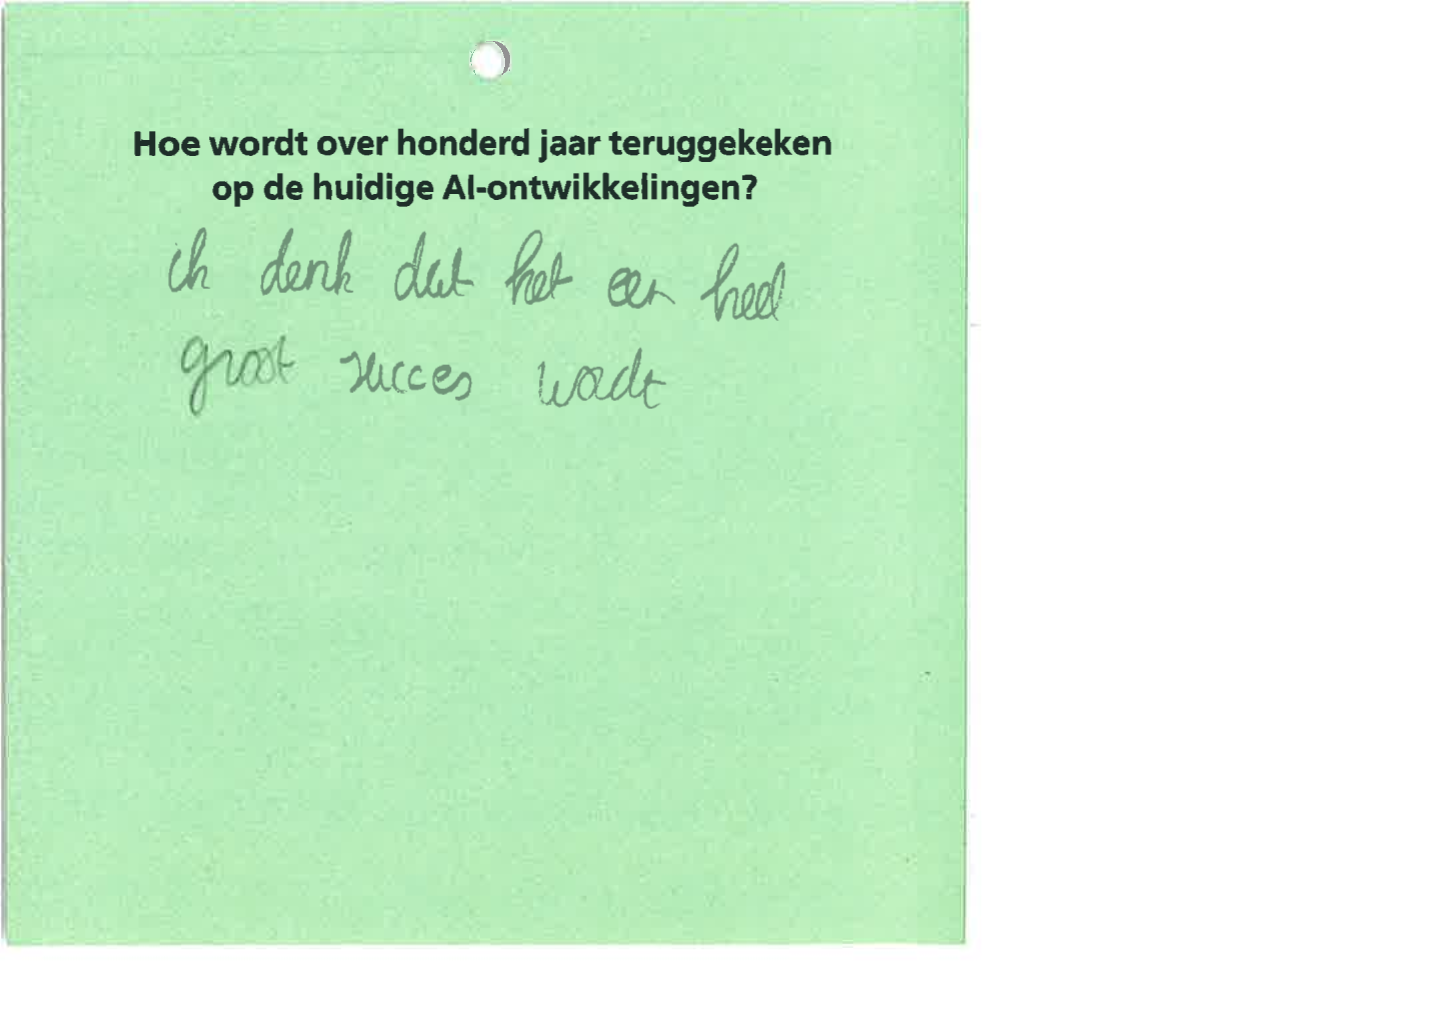 Hoe wordt over honderd jaar teruggekeken
op de huidige AI-ontwikkelingen?
ik denk dat het een heel
groot succes wordt